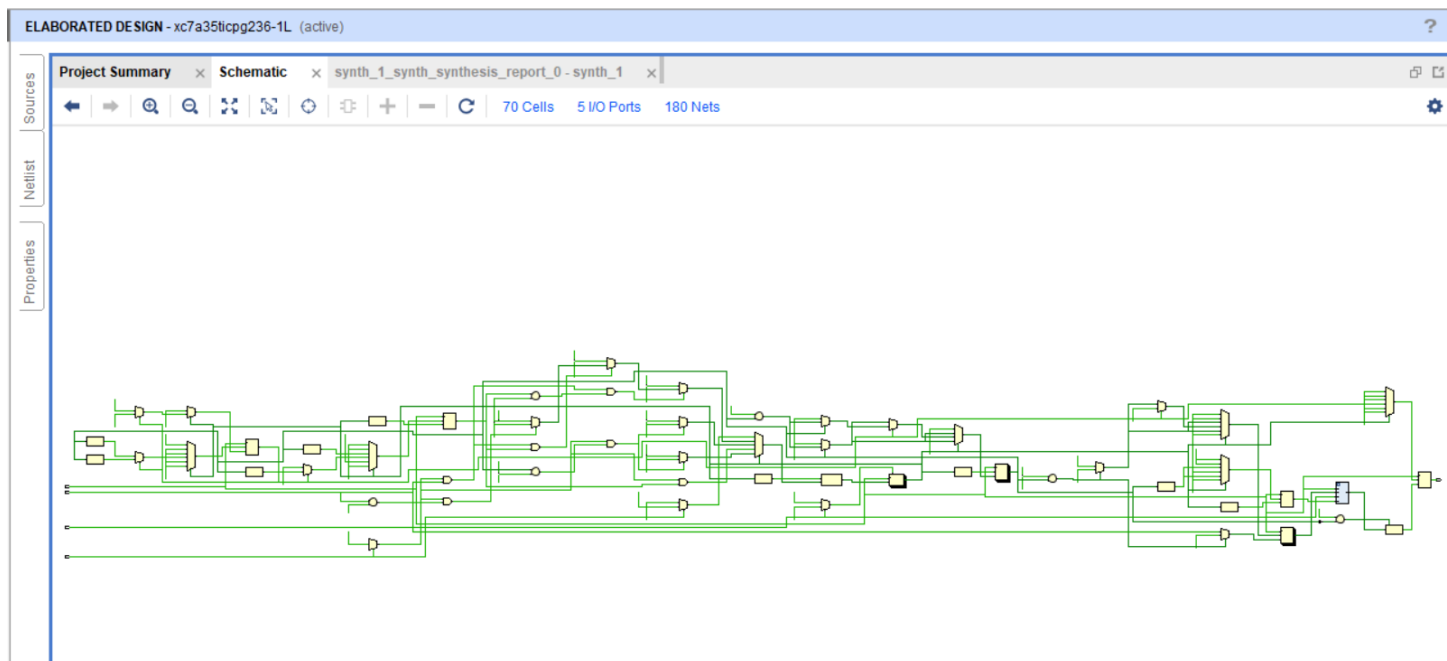 ELABORATED DESIGN - xc7a35ticpg236-1L (active) ?
Sources
Netlist
Properties
Project Summary × Schematic × synth_1_synth_synthesis_report_0 - synth_1 ×
70 Cells 5 I/O Ports 180 Nets